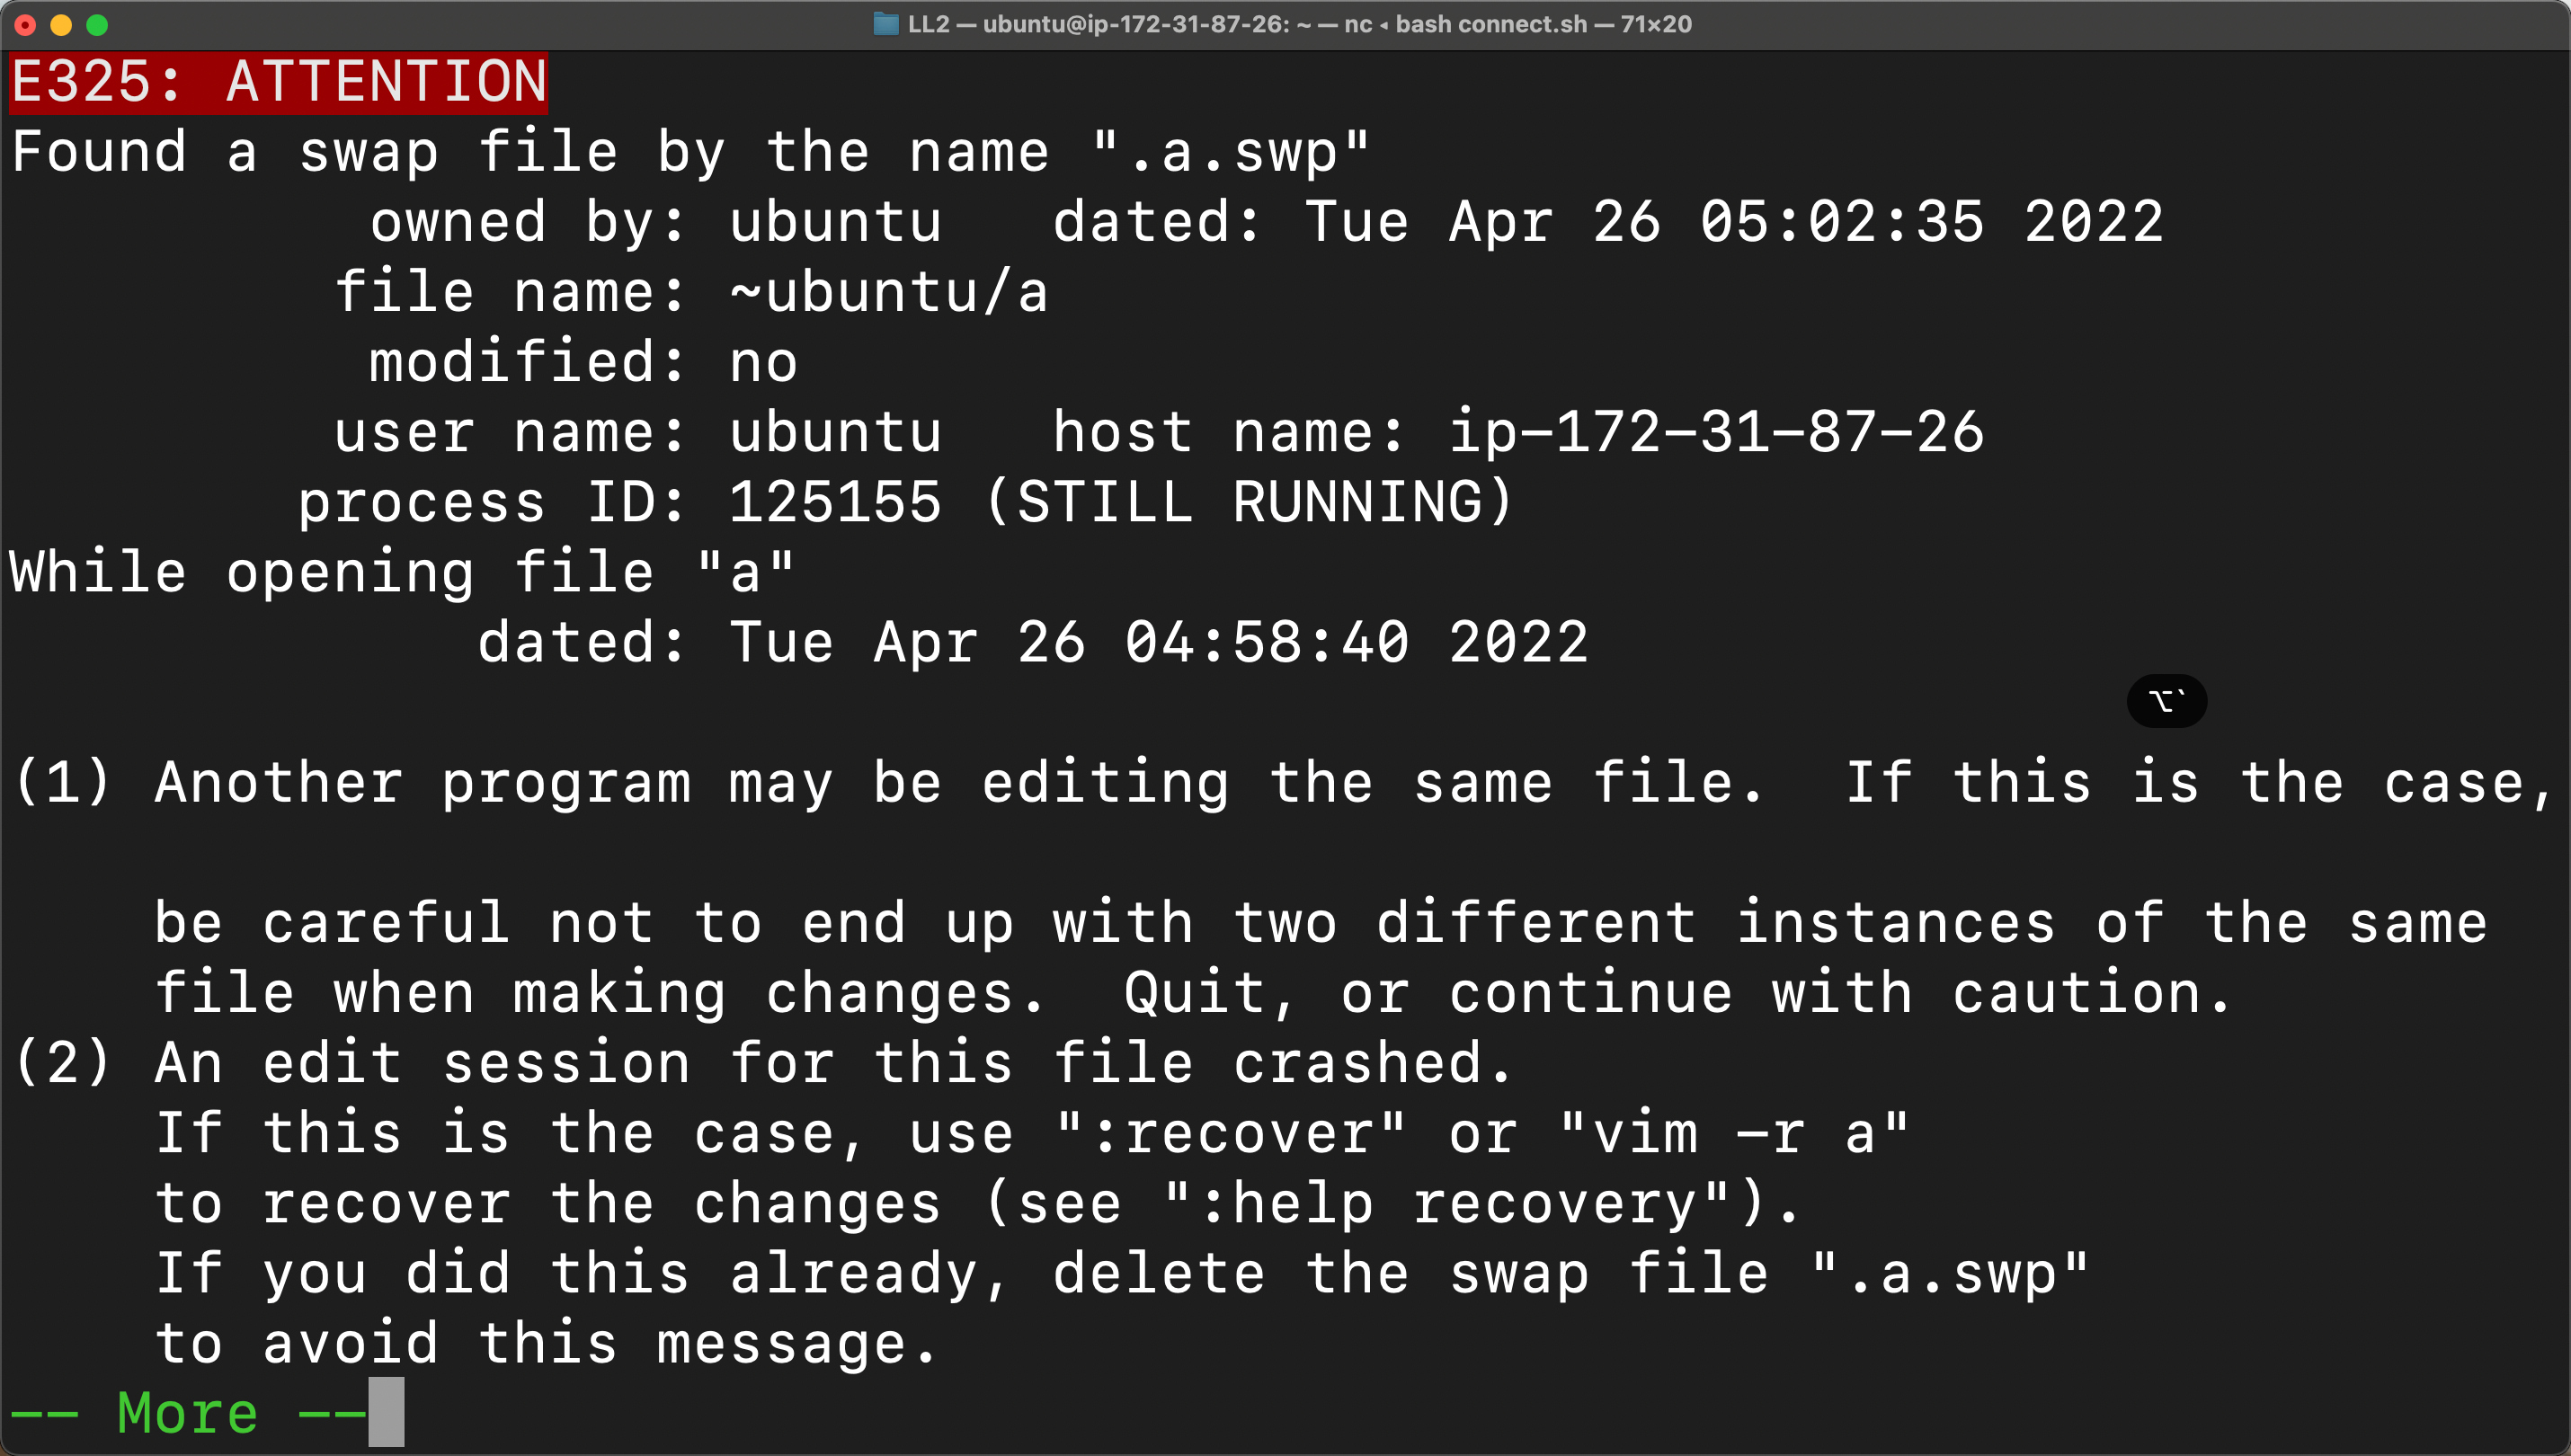 LL2 — ubuntu@ip-172-31-87-26: ~ — nc ◂ bash connect.sh — 71×20
E325: ATTENTION
Found a swap file by the name ".a.swp"
          owned by: ubuntu   dated: Tue Apr 26 05:02:35 2022
         file name: ~ubuntu/a
          modified: no
         user name: ubuntu   host name: ip-172-31-87-26
        process ID: 125155 (STILL RUNNING)
While opening file "a"
             dated: Tue Apr 26 04:58:40 2022
⌥`
(1) Another program may be editing the same file.  If this is the case,
    be careful not to end up with two different instances of the same
    file when making changes.  Quit, or continue with caution.
(2) An edit session for this file crashed.
    If this is the case, use ":recover" or "vim -r a"
    to recover the changes (see ":help recovery").
    If you did this already, delete the swap file ".a.swp"
    to avoid this message.
-- More --